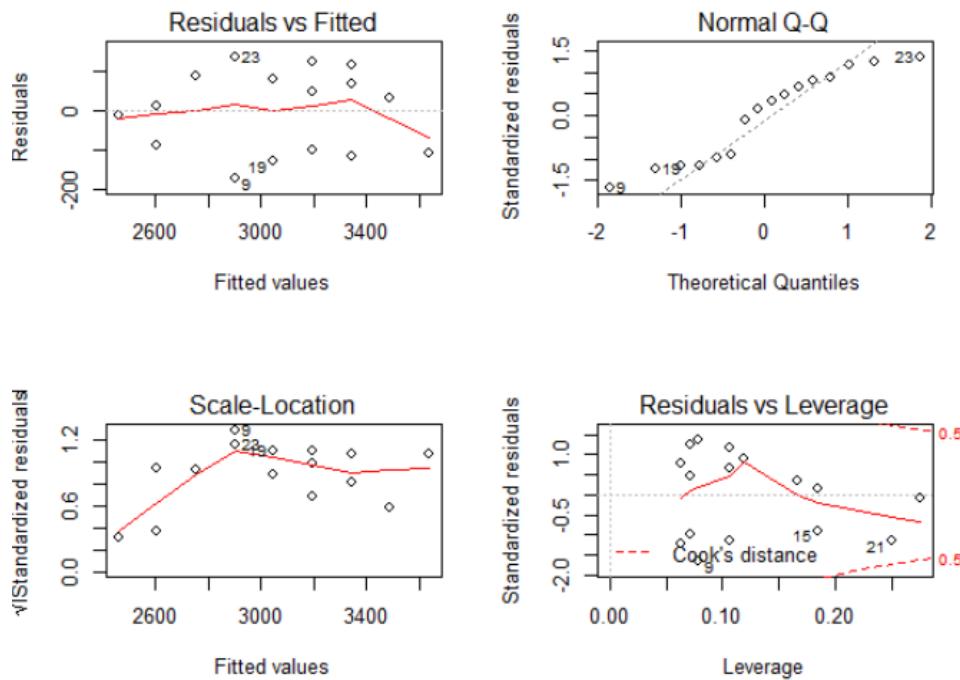 Residuals vs Fitted
Residuals
0
-200
23
19
9
2600 3000 3400
Fitted values
Normal Q-Q
Standardized residuals
1.5
0.0
-1.5
23
19
9
-2 -1 0 1 2
Theoretical Quantiles
Scale-Location
√|Standardized residuals|
1.2
0.6
0.0
9
23
19
2600 3000 3400
Fitted values
Residuals vs Leverage
Standardized residuals
1.0
-0.5
-2.0
0.5
15
21
0.5
Cook's distance
9
0.00 0.10 0.20
Leverage